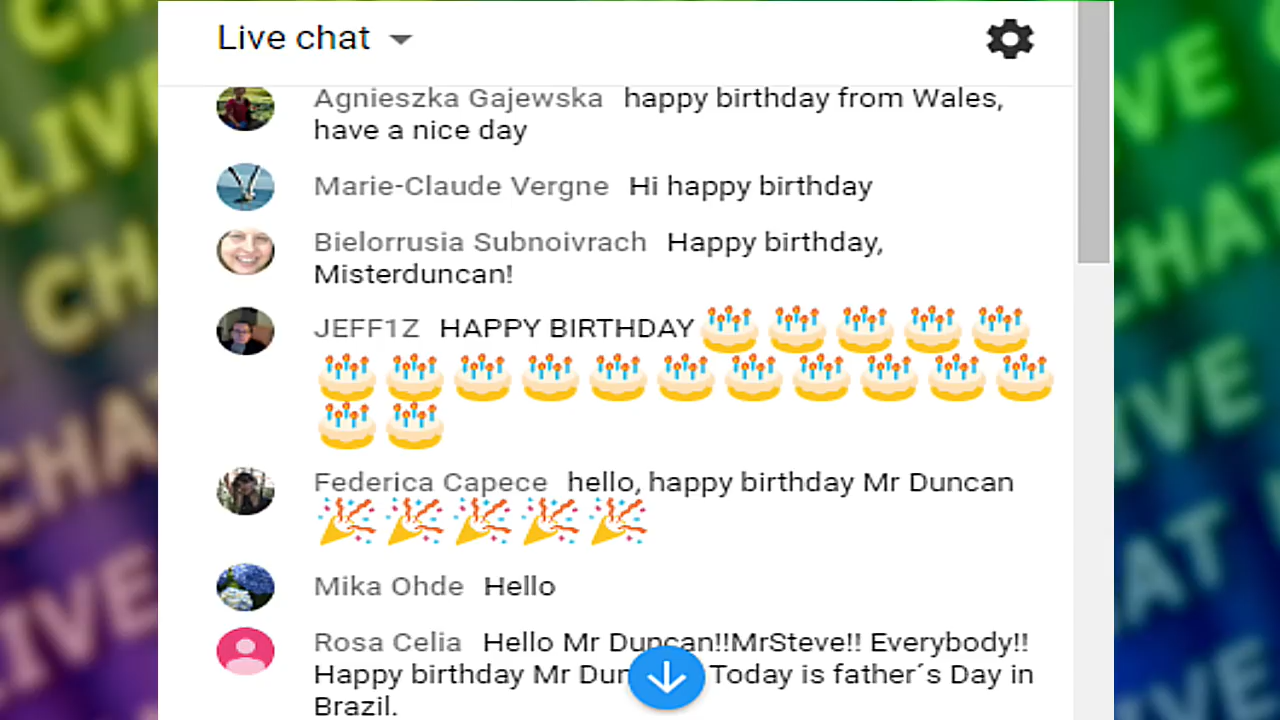 Live chat
Agnieszka Gajewska happy birthday from Wales,
have a nice day
Marie-Claude Vergne Hi happy birthday
Bielorrusia Subnoivrach Happy birthday,
Misterduncan!
JEFF1Z HAPPY BIRTHDAY🎂🎂🎂🎂🎂
🎂🎂🎂🎂🎂🎂🎂🎂🎂🎂🎂
🎂🎂
Federica Capece hello, happy birthday Mr Duncan
🎉🎉🎉🎉🎉
Mika Ohde Hello
Rosa Celia Hello Mr Duncan!!MrSteve!! Everybody!!
Happy birthday Mr Today is father´s Day in
Brazil.